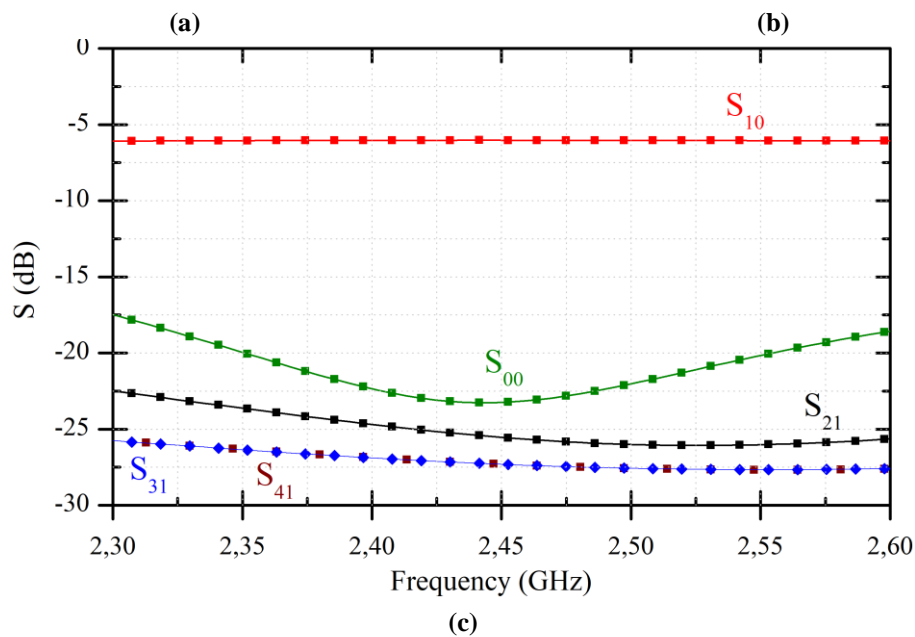 (a) (b)
0
-5
-10
-15
-20
-25
-30
S (dB)
S10
S00
S21
S31
S41
2,30 2,35 2,40 2,45 2,50 2,55 2,60
Frequency (GHz)
(c)